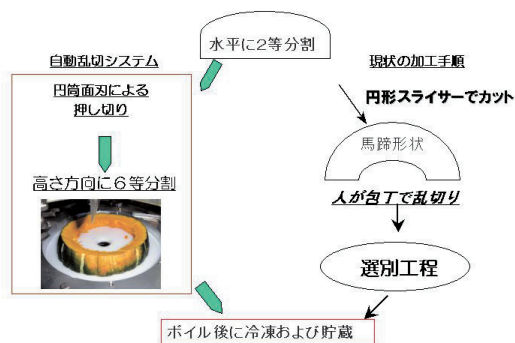 水平に2等分割
自動乱切システム
円筒面刃による
押し切り
高さ方向に6等分割
現状の加工手順
円形スライサーでカット
馬蹄形状
人が包丁で乱切り
選別工程
ボイル後に冷凍および貯蔵